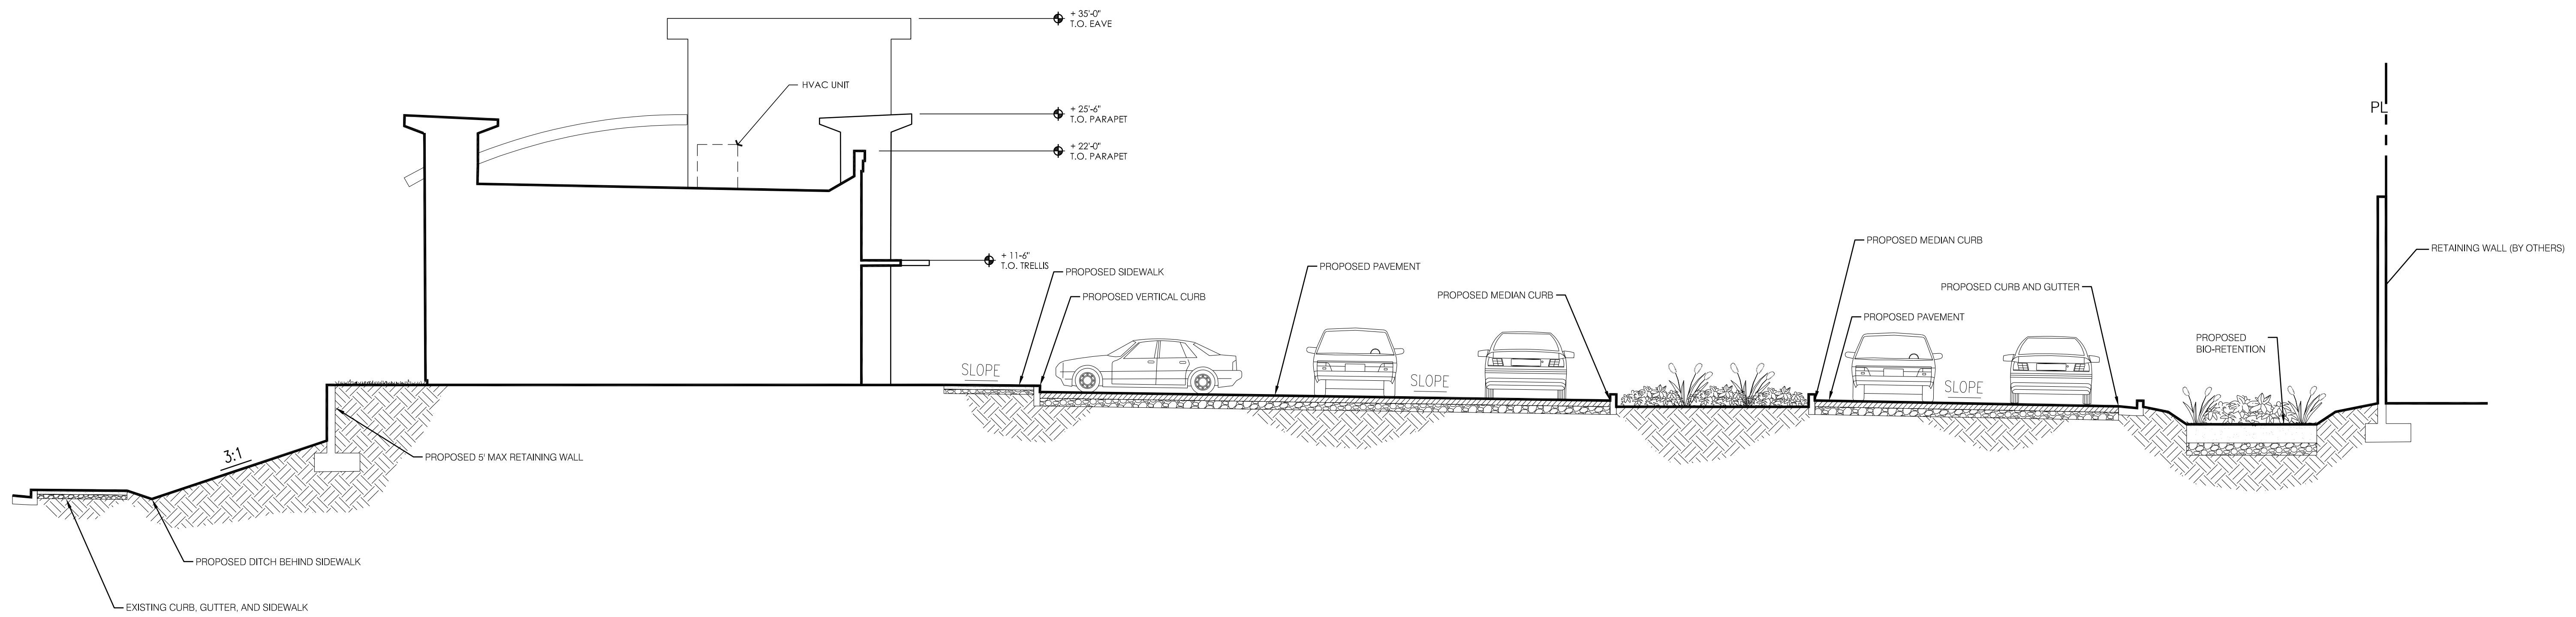 + 35'-0"
T.O. EAVE
HVAC UNIT
+ 25'-6"
T.O. PARAPET
PL
+ 22'-0"
T.O. PARAPET
+ 11-6"
T.O. TRELLIS
PROPOSED SIDEWALK
PROPOSED VERTICAL CURB
PROPOSED PAVEMENT
PROPOSED MEDIAN CURB
PROPOSED MEDIAN CURB
PROPOSED CURB AND GUTTER
PROPOSED PAVEMENT
RETAINING WALL (BY OTHERS)
PROPOSED
BIO-RETENTION
SLOPE
SLOPE
SLOPE
3:1
PROPOSED 5' MAX RETAINING WALL
PROPOSED DITCH BEHIND SIDEWALK
EXISTING CURB, GUTTER, AND SIDEWALK